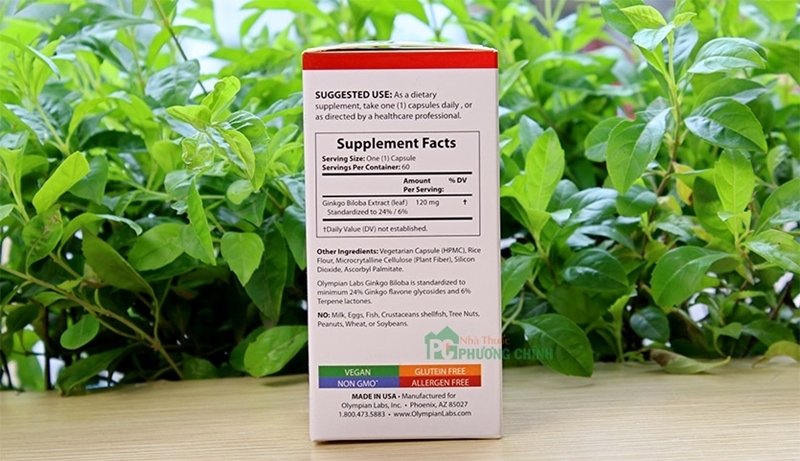 SUGGESTED USE: As a dietary
supplement, take one (1) capsules daily , or
as directed by a healthcare professional.
Supplement Facts
Serving Size: One (1) Capsule
Servings Per Container: 60
Amount % DV
Per Serving:
Ginkgo Biloba Extract (leaf) 120 mg †
Standardized to 24% / 6%
†Daily Value (DV) not established.
Other Ingredients: Vegetarian Capsule (HPMC), Rice
Flour, Microcrytalline Cellulose (Plant Fiber), Silicon
Dioxide, Ascorbyl Palmitate.
Olympian Labs Ginkgo Biloba is standardized to
minimum 24% Ginkgo flavone glycosides and 6%
Terpene lactones.
NO: Milk, Eggs, Fish, Crustaceans shellfish, Tree Nuts,
Peanuts, Wheat, or Soybeans.
PG Nhà Thuốc
PHƯƠNG CHINH
VEGAN GLUTEIN FREE
NON GMO* ALLERGEN FREE
MADE IN USA • Manufactured for
Olympian Labs, Inc. • Phoenix, AZ 85027
1.800.473.5883 • www.OlympianLabs.com